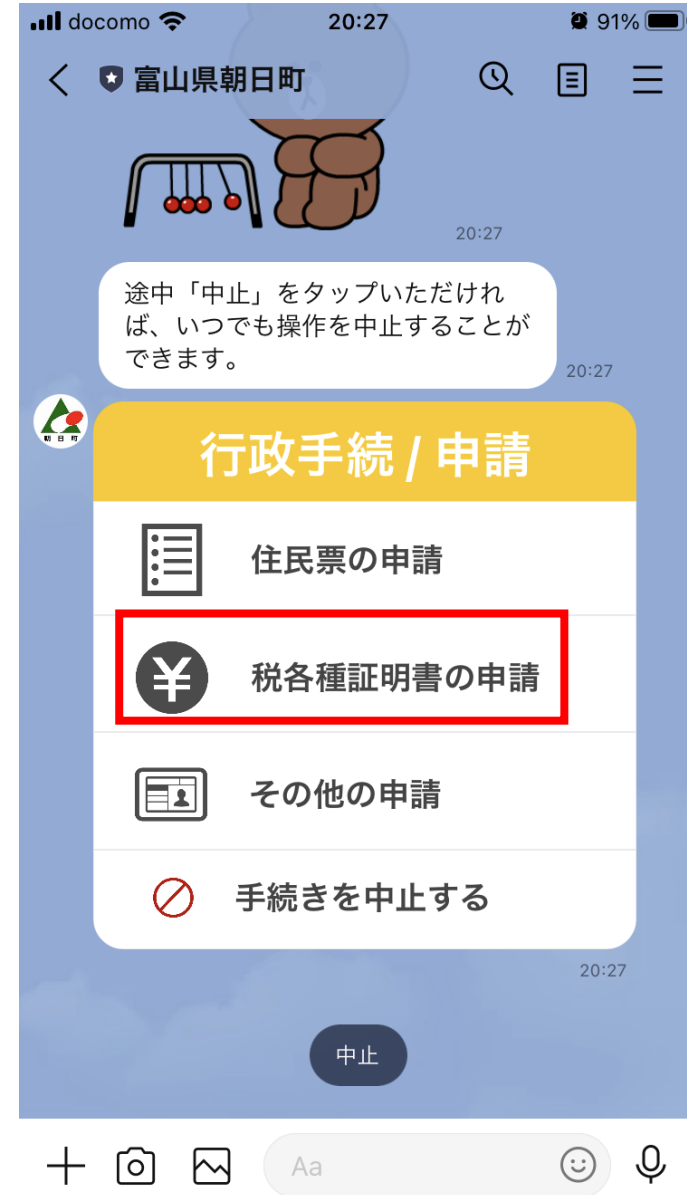 docomo 20:27 91%
富山県朝日町
20:27
途中「中止」をタップいただけれ
ば、いつでも操作を中止することが
できます。
20:27
朝日町
行政手続 / 申請
住民票の申請
¥ 税各種証明書の申請
その他の申請
手続きを中止する
20:27
中止
Aa